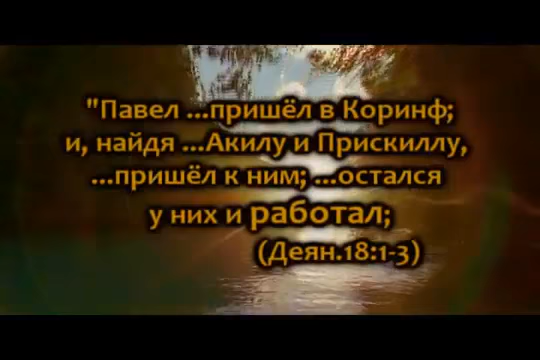 "Павел ...пришёл в Коринф;
и, найдя ...Акилу и Прискиллу,
...пришёл к ним; ...остался
у них и работал;
(Деян.18:1-3)